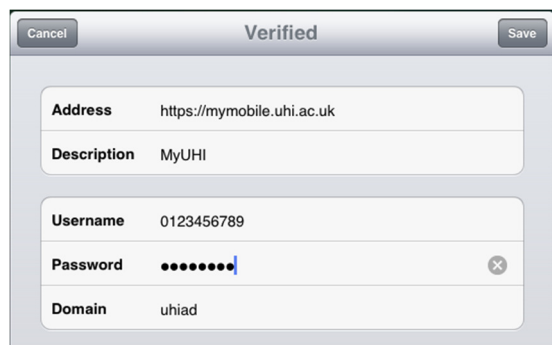 Cancel Verified Save
Address https://mymobile.uhi.ac.uk
Description MyUHI
Username 0123456789
Password ●●●●●●●●
Domain uhiad